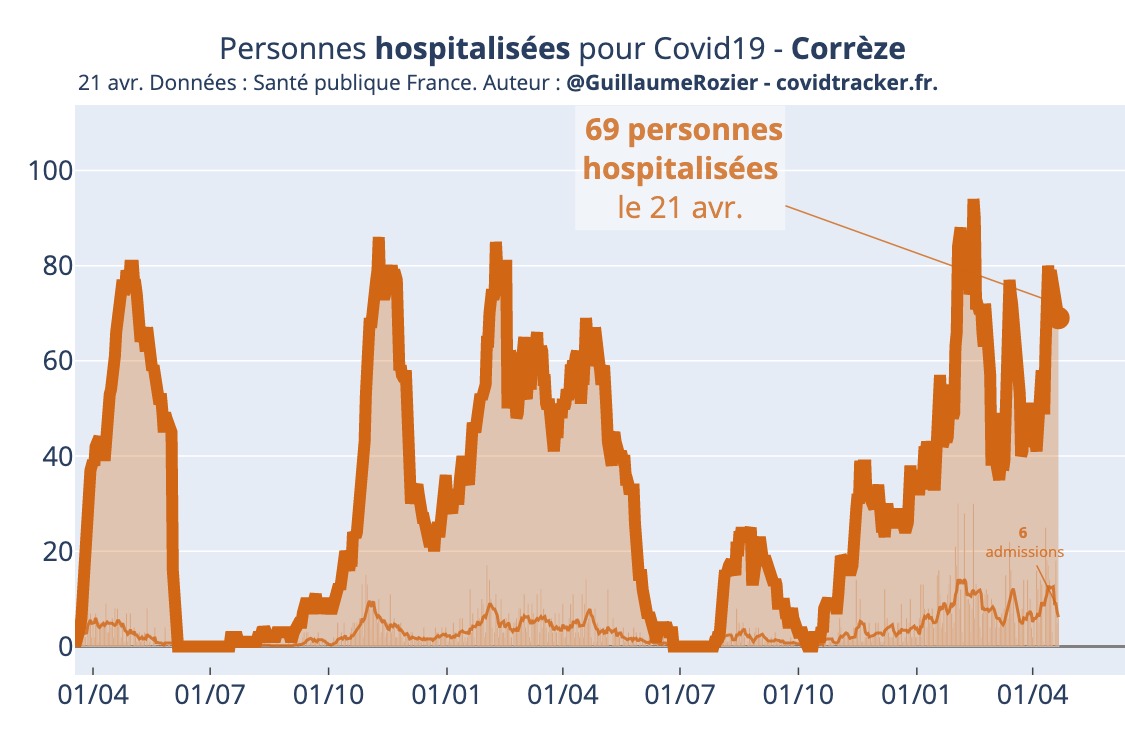 Personnes hospitalisées pour Covid19 - Corrèze
21 avr. Données : Santé publique France. Auteur : @GuillaumeRozier - covidtracker.fr.
69 personnes
hospitalisées
le 21 avr.
100
80
60
40
20
0
6
admissions
01/04
01/07
01/10
01/01
01/04
01/07
01/10
01/01
01/04